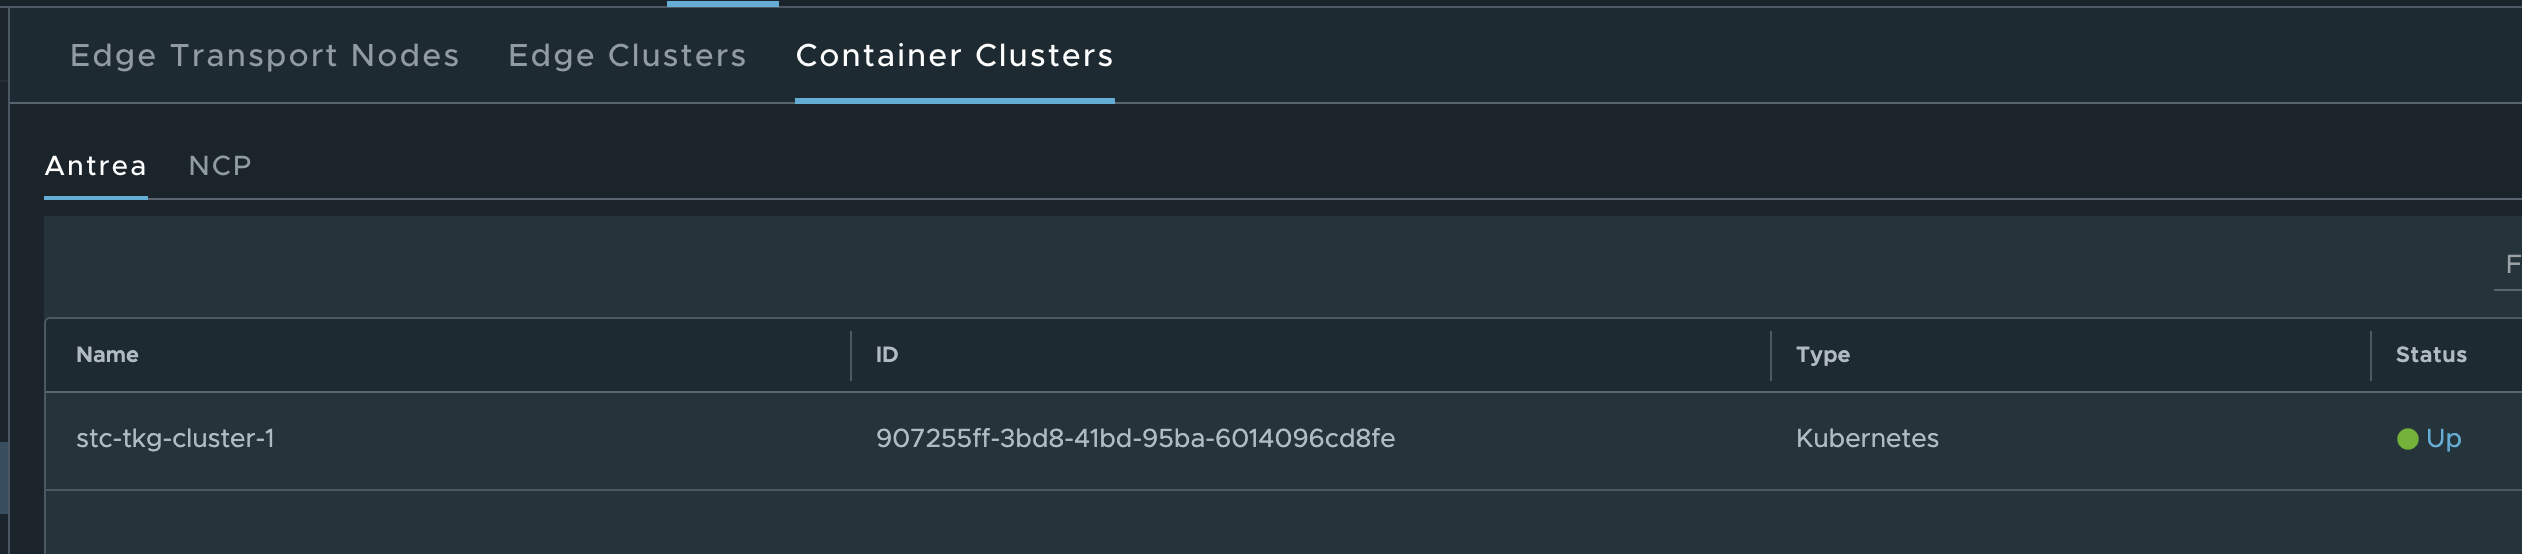 Edge Transport Nodes Edge Clusters Container Clusters
Antrea NCP
F
Name ID Type Status
stc-tkg-cluster-1 907255ff-3bd8-41bd-95ba-6014096cd8fe Kubernetes Up